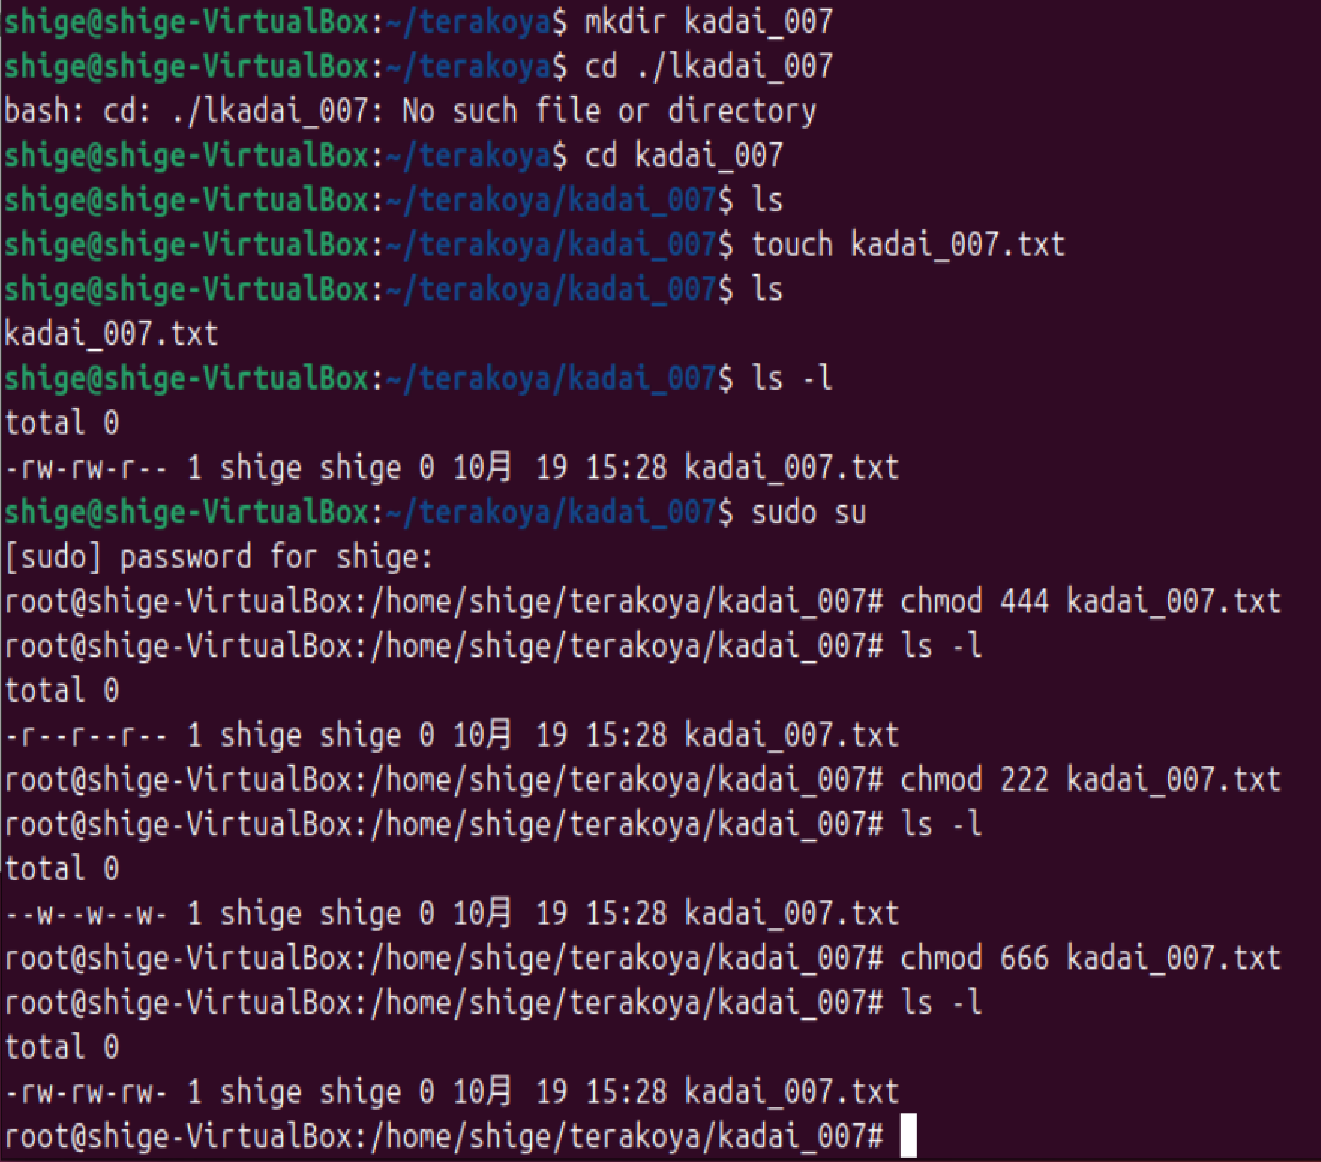 shige@shige-VirtualBox:~/terakoya$ mkdir kadai_007
shige@shige-VirtualBox:~/terakoya$ cd ./lkadai_007
bash: cd: ./lkadai_007: No such file or directory
shige@shige-VirtualBox:~/terakoya$ cd kadai_007
shige@shige-VirtualBox:~/terakoya/kadai_007$ ls
shige@shige-VirtualBox:~/terakoya/kadai_007$ touch kadai_007.txt
shige@shige-VirtualBox:~/terakoya/kadai_007$ ls
kadai_007.txt
shige@shige-VirtualBox:~/terakoya/kadai_007$ ls -l
total 0
-rw-rw-r-- 1 shige shige 0 10月 19 15:28 kadai_007.txt
shige@shige-VirtualBox:~/terakoya/kadai_007$ sudo su
[sudo] password for shige:
root@shige-VirtualBox:/home/shige/terakoya/kadai_007# chmod 444 kadai_007.txt
root@shige-VirtualBox:/home/shige/terakoya/kadai_007# ls -l
total 0
-r--r--r-- 1 shige shige 0 10月 19 15:28 kadai_007.txt
root@shige-VirtualBox:/home/shige/terakoya/kadai_007# chmod 222 kadai_007.txt
root@shige-VirtualBox:/home/shige/terakoya/kadai_007# ls -l
total 0
--w--w--w- 1 shige shige 0 10月 19 15:28 kadai_007.txt
root@shige-VirtualBox:/home/shige/terakoya/kadai_007# chmod 666 kadai_007.txt
root@shige-VirtualBox:/home/shige/terakoya/kadai_007# ls -l
total 0
-rw-rw-rw- 1 shige shige 0 10月 19 15:28 kadai_007.txt
root@shige-VirtualBox:/home/shige/terakoya/kadai_007#